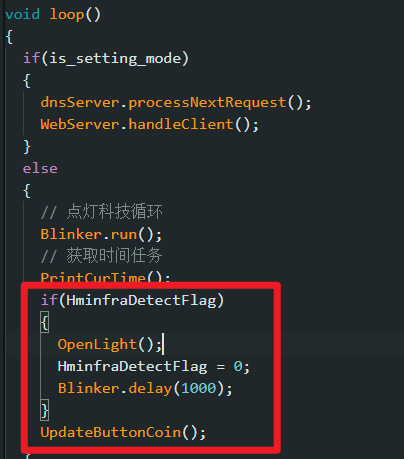 void loop()
{
if(is_setting_mode)
{
dnsServer.processNextRequest();
WebServer.handleClient();
}
else
{
// 点灯科技循环
Blinker.run();
// 获取时间任务
PrintCurTime();
if(HminfraDetectFlag)
{
OpenLight();
HminfraDetectFlag = 0;
Blinker.delay(1000);
}
UpdateButtonCoin();